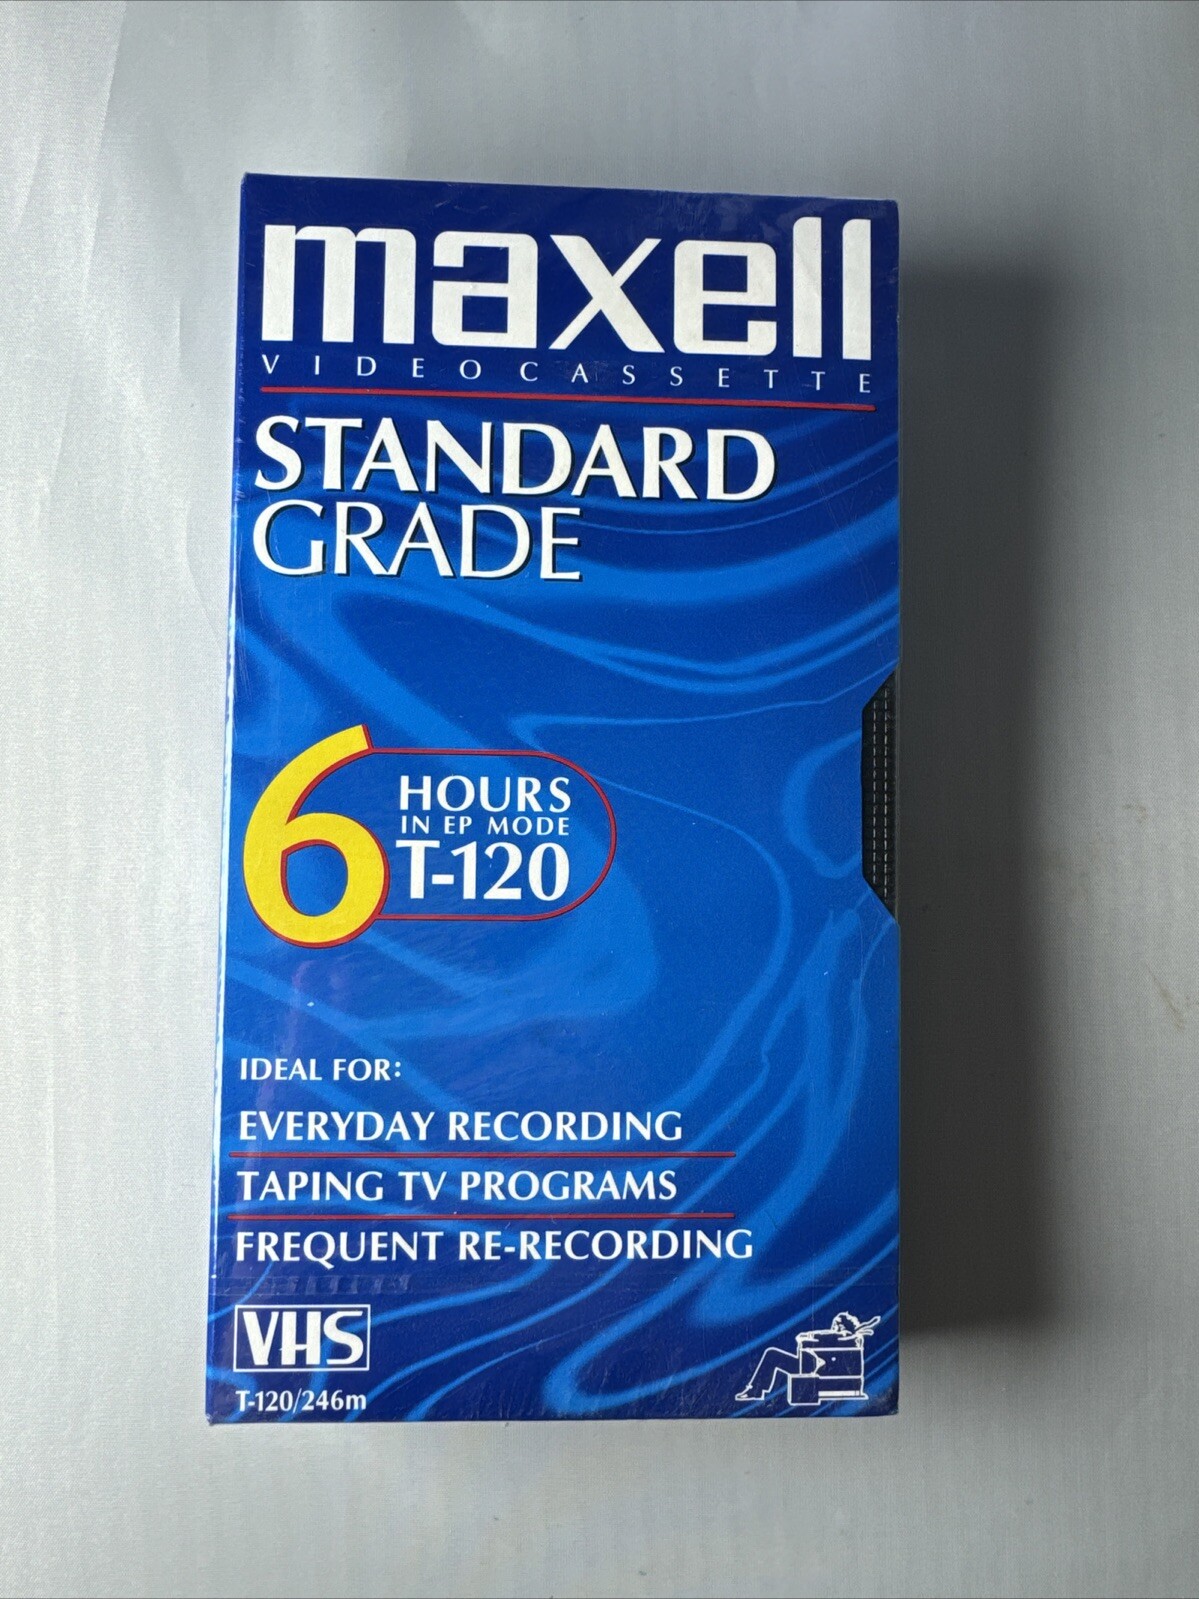 maxell
VIDEOCASSETTE
STANDARD
GRADE
6 HOURS
IN EP MODE
T-120
IDEAL FOR:
EVERYDAY RECORDING
TAPING TV PROGRAMS
FREQUENT RE-RECORDING
VHS
T-120/246m